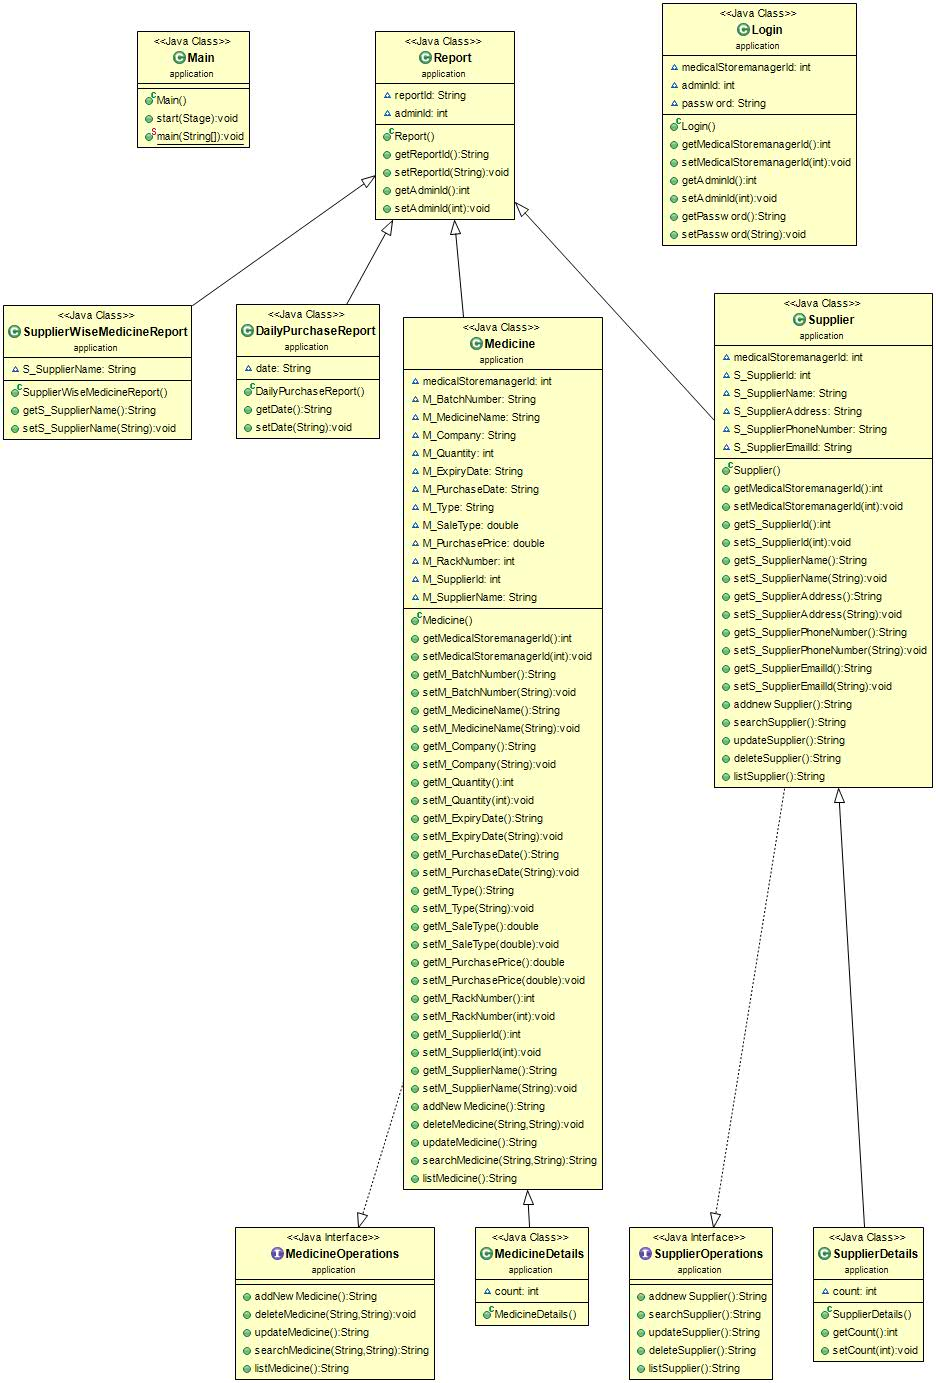 <<Java Class>>
Main
application
Main()
start(Stage):void
main(String[]):void
<<Java Class>>
Report
application
reportId: String
adminId: int
Report()
getReportId():String
setReportId(String):void
getAdminId():int
setAdminId(int):void
<<Java Class>>
Login
application
medicalStoremanagerId: int
adminId: int
passw ord: String
Login()
getMedicalStoremanagerId():int
setMedicalStoremanagerId(int):void
getAdminId():int
setAdminId(int):void
getPassw ord():String
setPassw ord(String):void
<<Java Class>>
SupplierWiseMedicineReport
application
S_SupplierName: String
SupplierWiseMedicineReport()
getS_SupplierName():String
setS_SupplierName(String):void
<<Java Class>>
DailyPurchaseReport
application
date: String
DailyPurchaseReport()
getDate():String
setDate(String):void
<<Java Class>>
Medicine
application
medicalStoremanagerId: int
M_BatchNumber: String
M_MedicineName: String
M_Company: String
M_Quantity: int
M_ExpiryDate: String
M_PurchaseDate: String
M_Type: String
M_SaleType: double
M_PurchasePrice: double
M_RackNumber: int
M_SupplierId: int
M_SupplierName: String
Medicine()
getMedicalStoremanagerId():int
setMedicalStoremanagerId(int):void
getM_BatchNumber():String
setM_BatchNumber(String):void
getM_MedicineName():String
setM_MedicineName(String):void
getM_Company():String
setM_Company(String):void
getM_Quantity():int
setM_Quantity(int):void
getM_ExpiryDate():String
setM_ExpiryDate(String):void
getM_PurchaseDate():String
setM_PurchaseDate(String):void
getM_Type():String
setM_Type(String):void
getM_SaleType():double
setM_SaleType(double):void
getM_PurchasePrice():double
setM_PurchasePrice(double):void
getM_RackNumber():int
setM_RackNumber(int):void
getM_SupplierId():int
setM_SupplierId(int):void
getM_SupplierName():String
setM_SupplierName(String):void
addNew Medicine():String
deleteMedicine(String,String):void
updateMedicine():String
searchMedicine(String,String):String
listMedicine():String
<<Java Class>>
Supplier
application
medicalStoremanagerId: int
S_SupplierId: int
S_SupplierName: String
S_SupplierAddress: String
S_SupplierPhoneNumber: String
S_SupplierEmailId: String
Supplier()
getMedicalStoremanagerId():int
setMedicalStoremanagerId(int):void
getS_SupplierId():int
setS_SupplierId(int):void
getS_SupplierName():String
setS_SupplierName(String):void
getS_SupplierAddress():String
setS_SupplierAddress(String):void
getS_SupplierPhoneNumber():String
setS_SupplierPhoneNumber(String):void
getS_SupplierEmailId():String
setS_SupplierEmailId(String):void
addnew Supplier():String
searchSupplier():String
updateSupplier():String
deleteSupplier():String
listSupplier():String
<<Java Interface>>
MedicineOperations
application
addNew Medicine():String
deleteMedicine(String,String):void
updateMedicine():String
searchMedicine(String,String):String
listMedicine():String
<<Java Class>>
MedicineDetails
application
count: int
MedicineDetails()
<<Java Interface>>
SupplierOperations
application
addnew Supplier():String
searchSupplier():String
updateSupplier():String
deleteSupplier():String
listSupplier():String
<<Java Class>>
SupplierDetails
application
count: int
SupplierDetails()
getCount():int
setCount(int):void